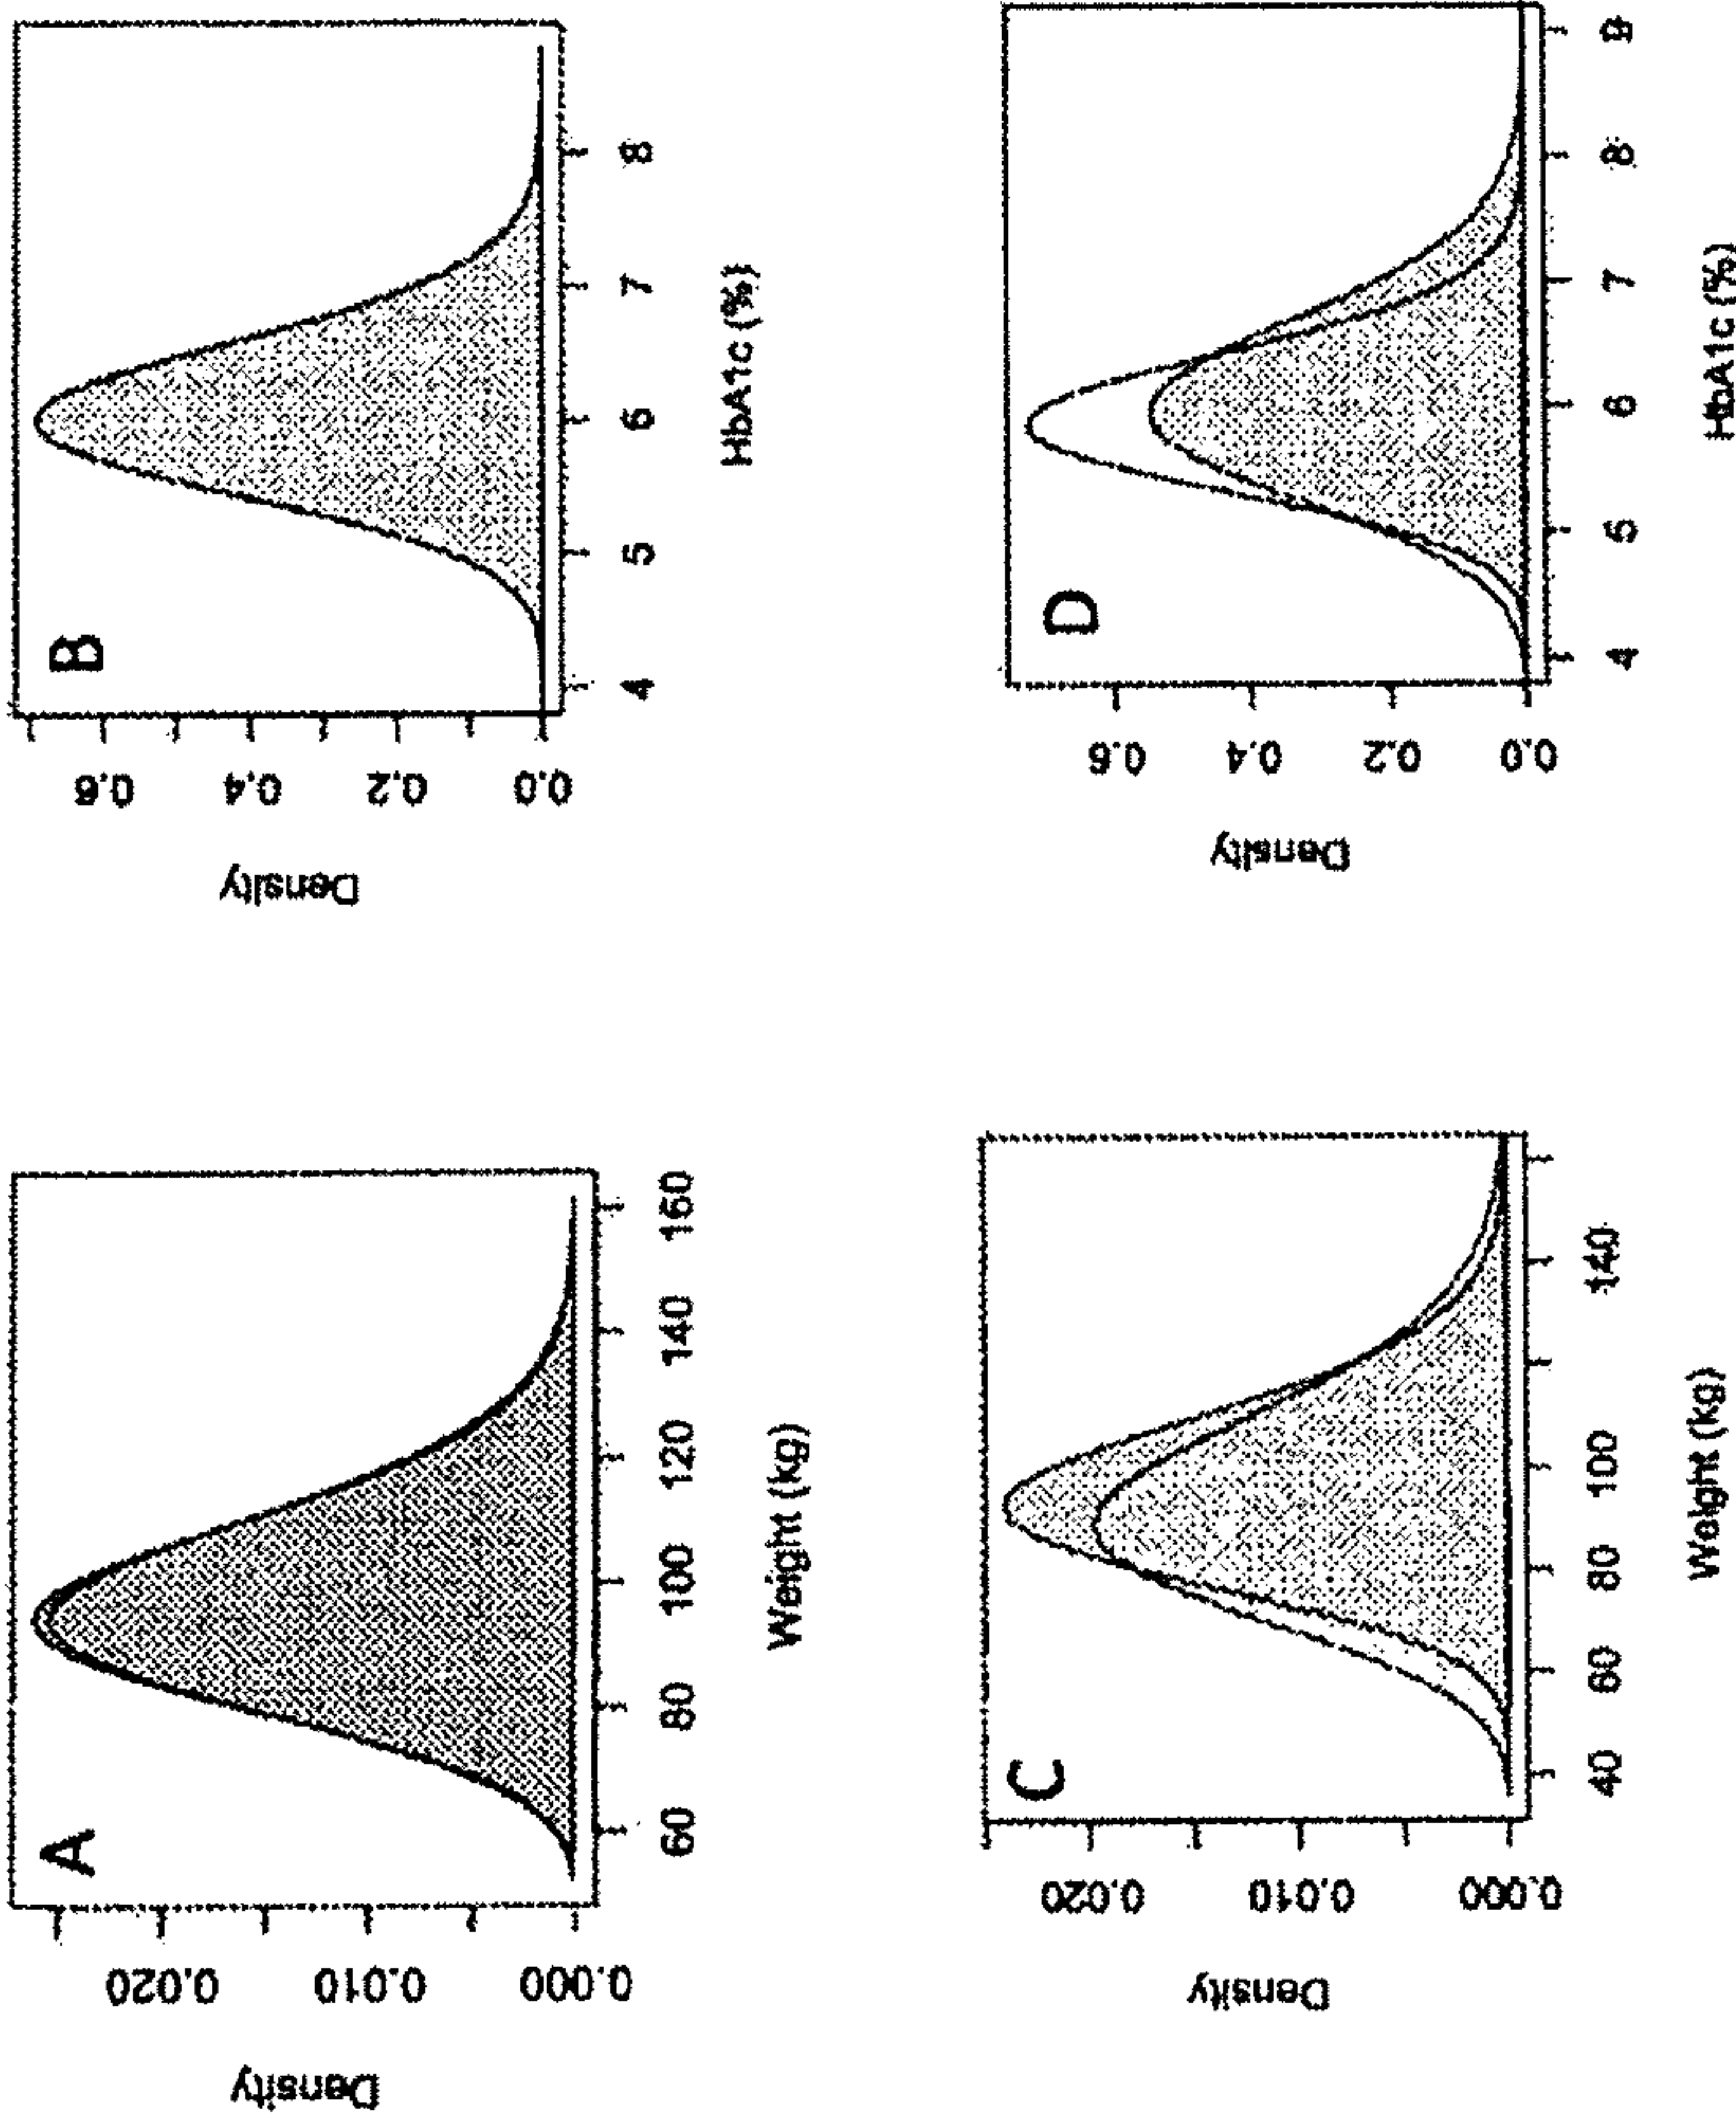 A
Density
0.000 0.010 0.020
60 80 100 120 140 160
Weight (kg)
B
Density
0.0 0.2 0.4 0.6
4 5 6 7 8
HbA1c (%)
C
Density
0.000 0.010 0.020
40 60 80 100 140
Weight (kg)
D
Density
0.0 0.2 0.4 0.6
4 5 6 7 8 9
HbA1c (%)